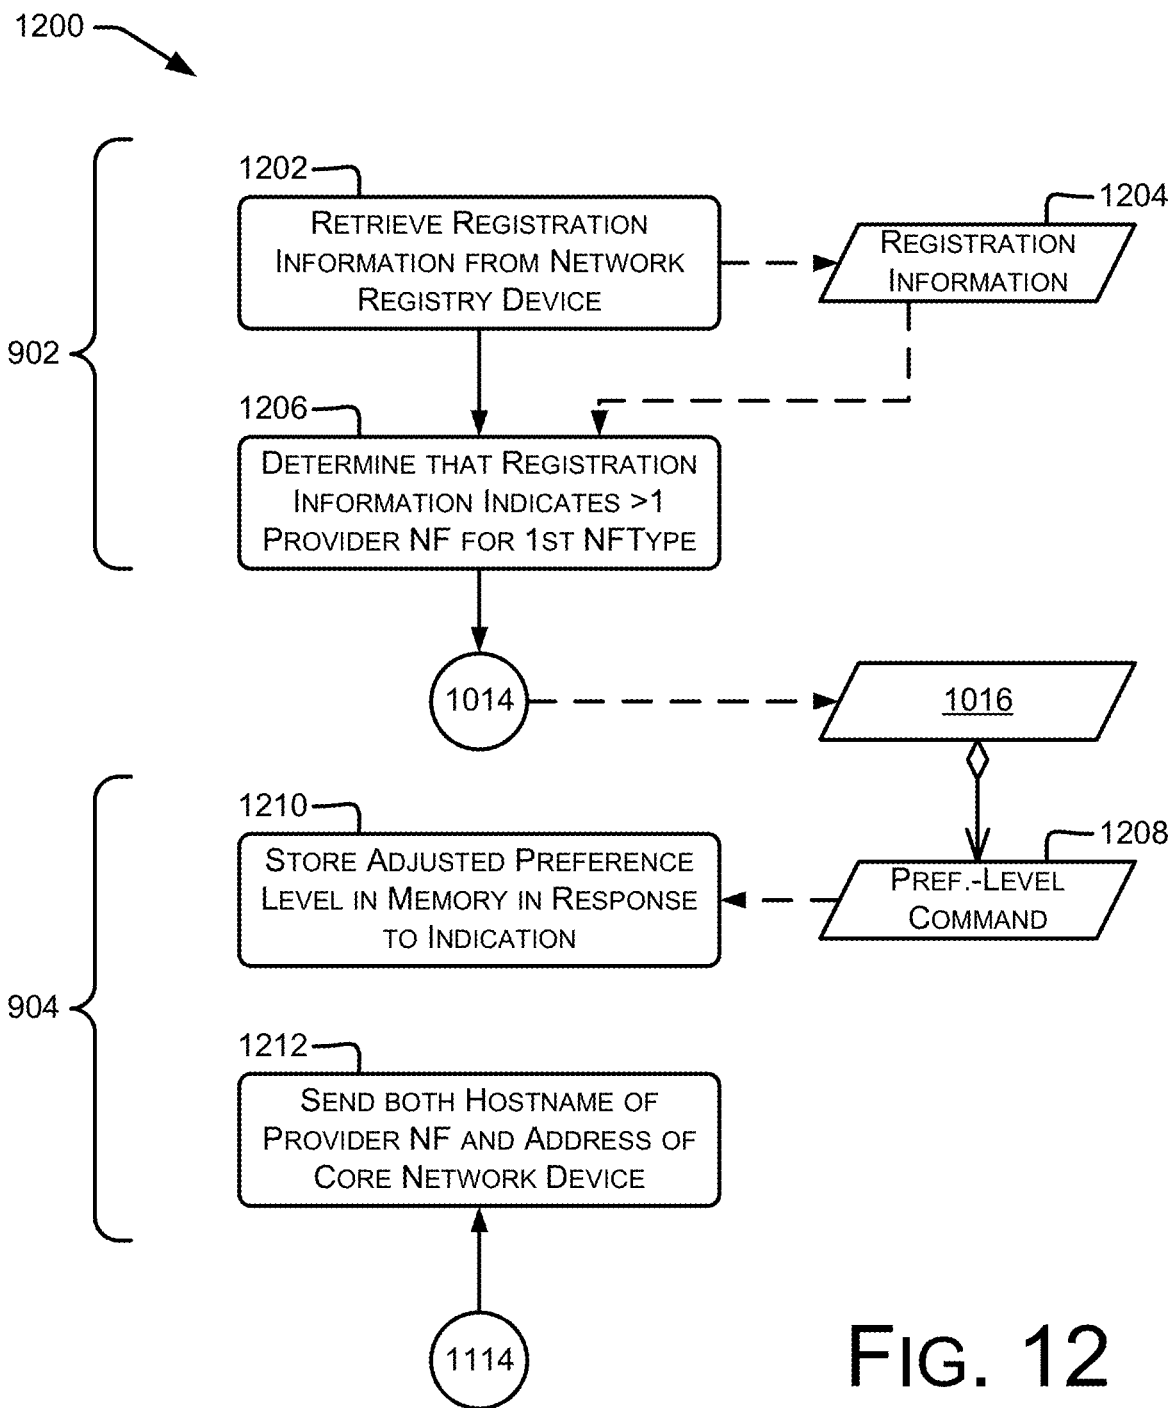 1200
1202
RETRIEVE REGISTRATION
INFORMATION FROM NETWORK
REGISTRY DEVICE
1204
REGISTRATION
INFORMATION
902
1206
DETERMINE THAT REGISTRATION
INFORMATION INDICATES >1
PROVIDER NF FOR 1ST NFTYPE
1014
1016
1210
STORE ADJUSTED PREFERENCE
LEVEL IN MEMORY IN RESPONSE
TO INDICATION
1208
PREF.-LEVEL
COMMAND
904
1212
SEND BOTH HOSTNAME OF
PROVIDER NF AND ADDRESS OF
CORE NETWORK DEVICE
1114
FIG. 12